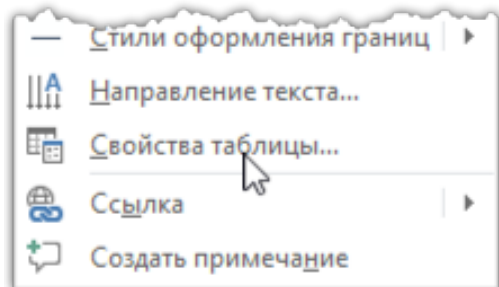 Стили оформления границ
Направление текста...
Свойства таблицы...
Ссылка
Создать примечание